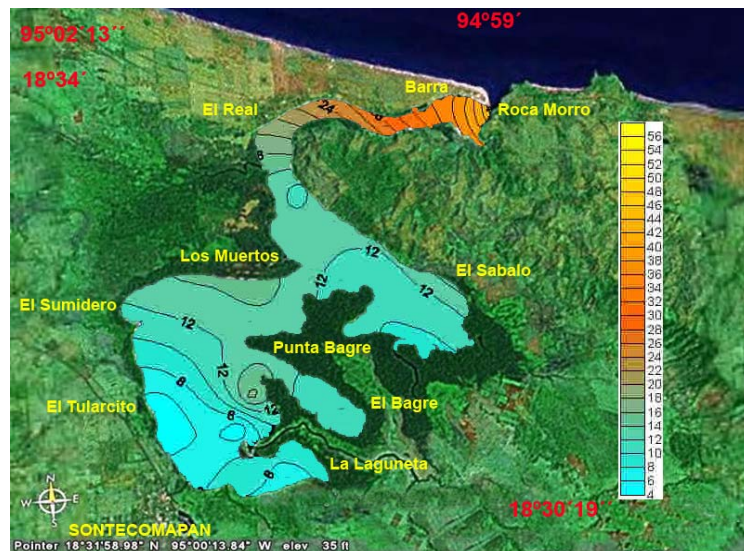 95º02´13´´
94º59´
18º34´
Barra
El Real
Roca Morro
24
8
12
Los Muertos
El Sabalo
12
El Sumidero
12
Punta Bagre
12
8
El Tularcito
8
12
El Bagre
La Laguneta
8
18º30´19´´
SONTECOMAPAN
N
W
E
S
Pointer 18°31'58.98" N 95°00'13.84" W elev 35 ft
56
54
52
50
48
46
44
42
40
38
36
34
32
30
28
26
24
22
20
18
16
14
12
10
8
6
4